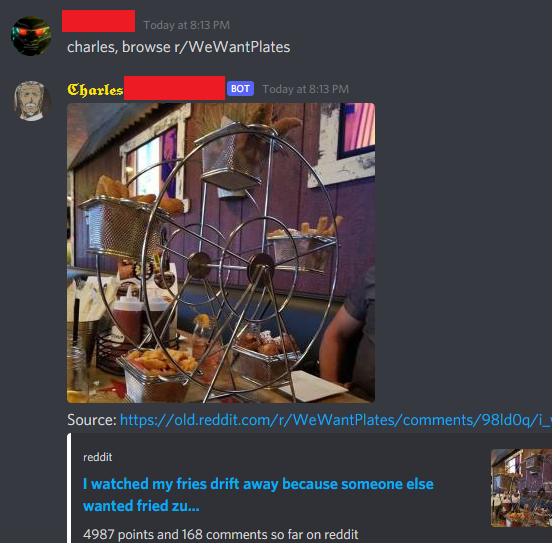 Today at 8:13 PM
charles, browse r/WeWantPlates
Charles BOT Today at 8:13 PM
Source: https://old.reddit.com/r/WeWantPlates/comments/98ld0q/i_
reddit
I watched my fries drift away because someone else
wanted fried zu...
4987 points and 168 comments so far on reddit